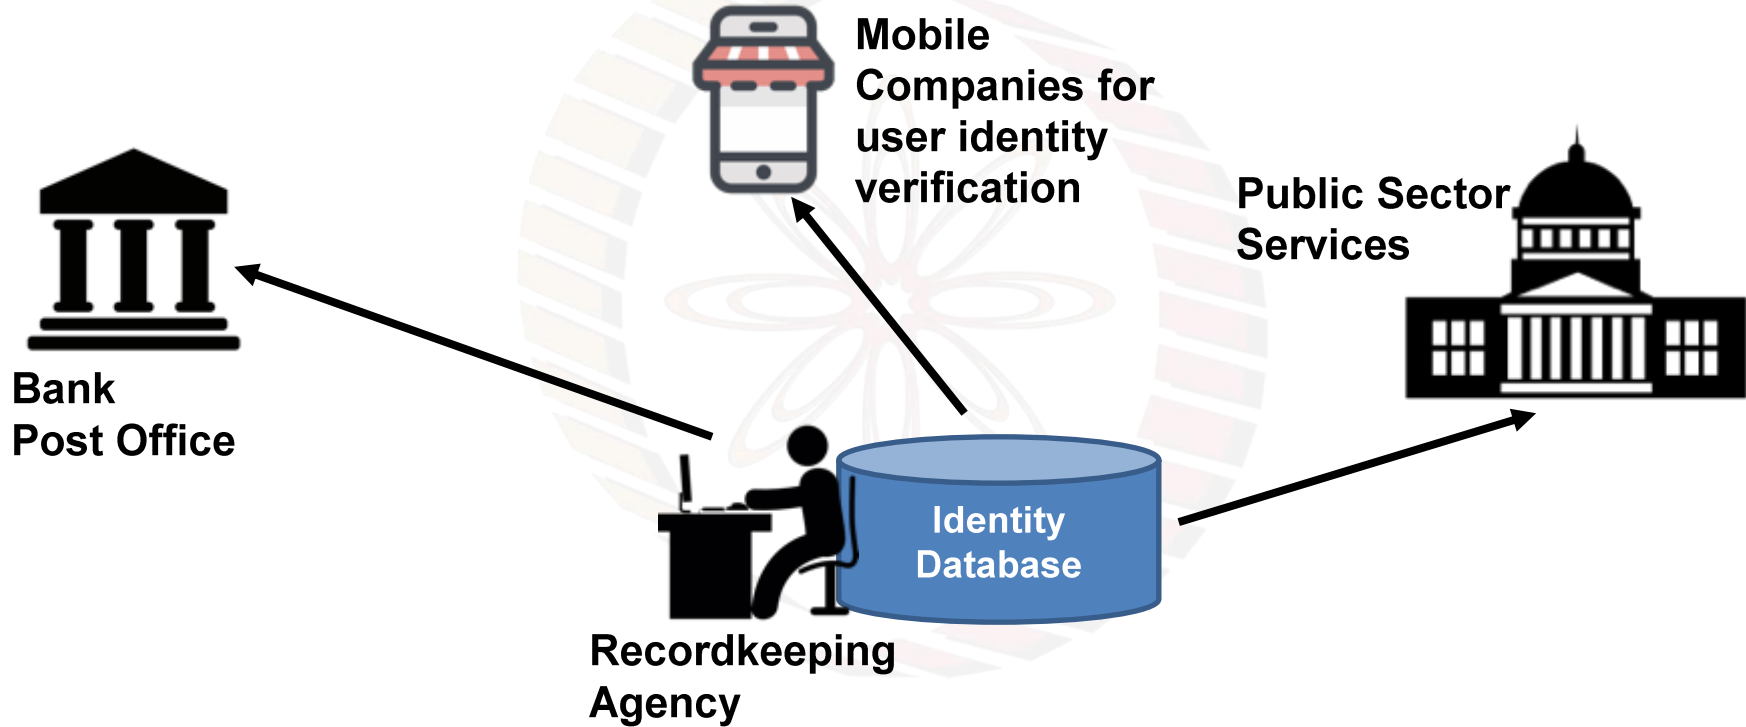 Mobile
Companies for
user identity
verification
Public Sector
Services
Bank
Post Office
Identity
Database
Recordkeeping
Agency